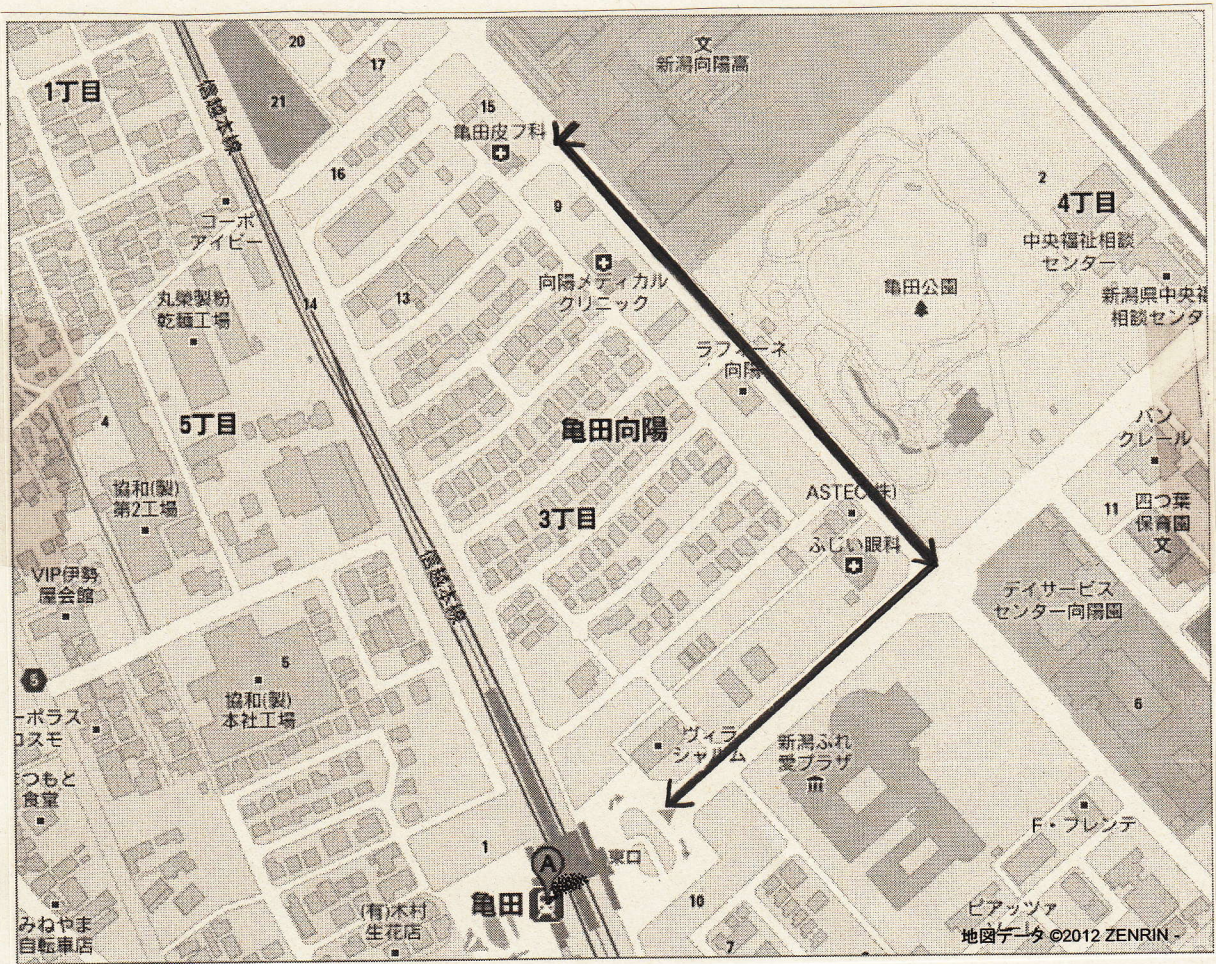 20
17
1丁目
21
文
新潟向陽高
信越本線
15
亀田皮フ科
16
2
4丁目
9
コーポ
アイビー
中央福祉相談
センター
向陽メディカル
クリニック
亀田公園
新潟県中央福
相談センタ
丸榮製粉
乾麺工場
14
13
ラフォーネ
向陽
4
5丁目
亀田向陽
バン
クレール
協和(製)
第2工場
3丁目
ASTEC(株)
11
四つ葉
保育園
文
ふじい眼科
VIP伊勢
屋会館
信越本線
デイサービス
センター向陽園
5
5
協和(製)
本社工場
6
ーポラス
コスモ
ヴィラ
シャルム
新潟ふれ
愛プラザ
まつもと
食堂
F・フレンテ
1
A
東口
亀田
10
(有)木村
生花店
みねやま
自転車店
7
ピアッツァ
地図データ ©2012 ZENRIN -